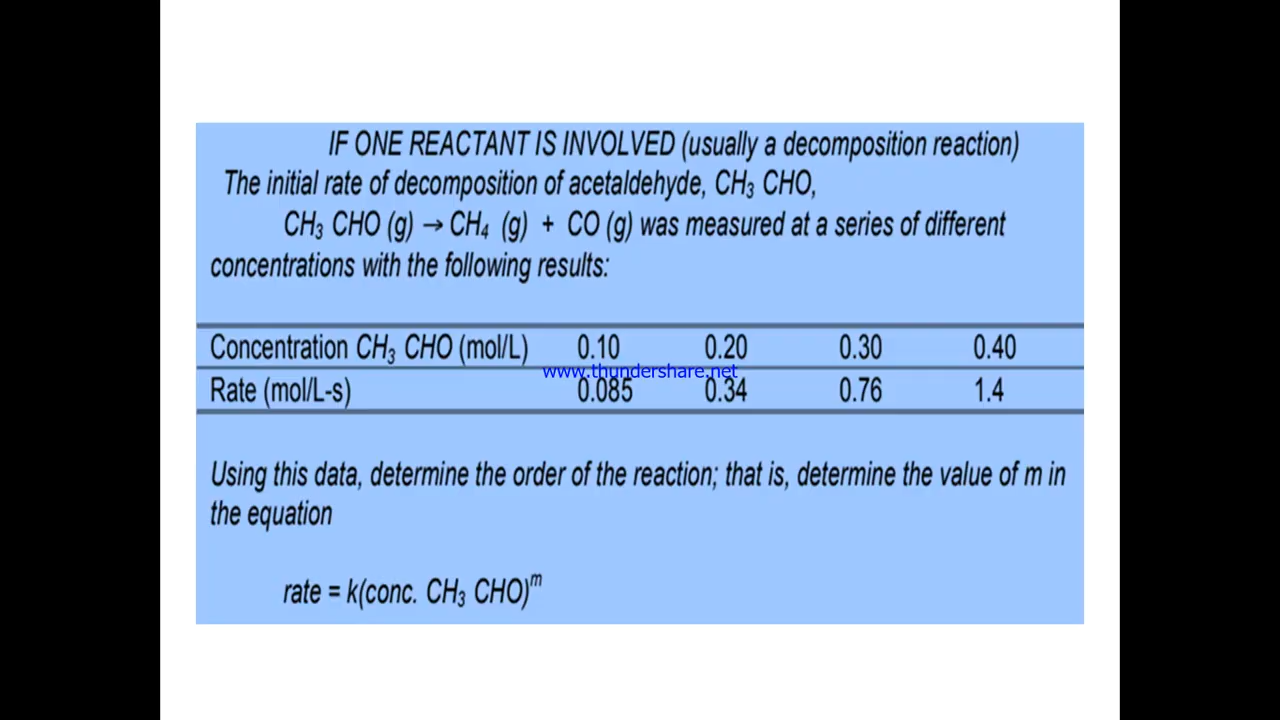 IF ONE REACTANT IS INVOLVED (usually a decomposition reaction)
The initial rate of decomposition of acetaldehyde, CH₃ CHO,
CH₃ CHO (g) → CH₄ (g) + CO (g) was measured at a series of different
concentrations with the following results:
Concentration CH₃ CHO (mol/L) 0.10 0.20 0.30 0.40
www.thundershare.net
Rate (mol/L-s) 0.085 0.34 0.76 1.4
Using this data, determine the order of the reaction; that is, determine the value of m in
the equation
rate = k(conc. CH₃ CHO)ᵐ